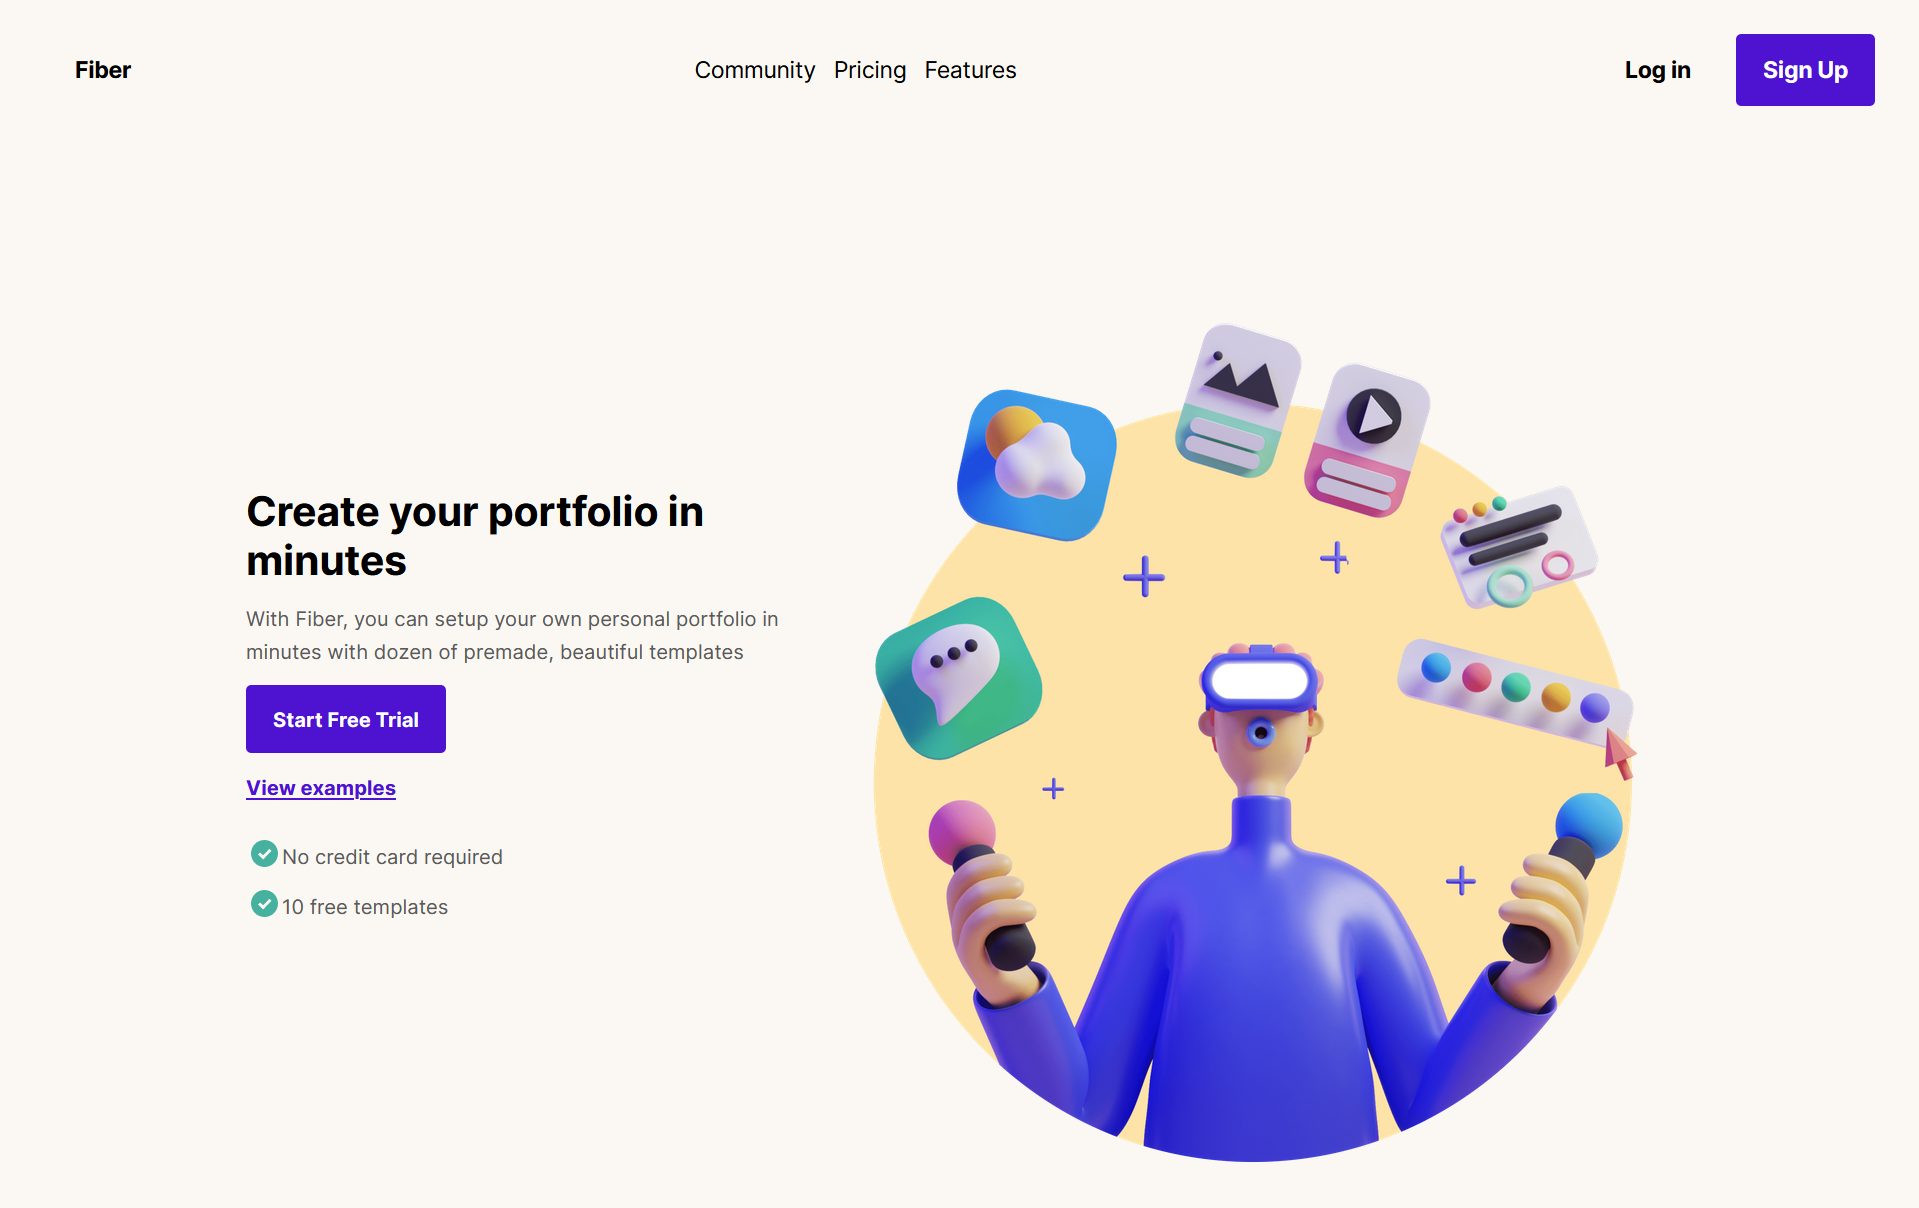 Fiber
Community Pricing Features
Log in
Sign Up
Create your portfolio in
minutes
With Fiber, you can setup your own personal portfolio in
minutes with dozen of premade, beautiful templates
Start Free Trial
View examples
No credit card required
10 free templates